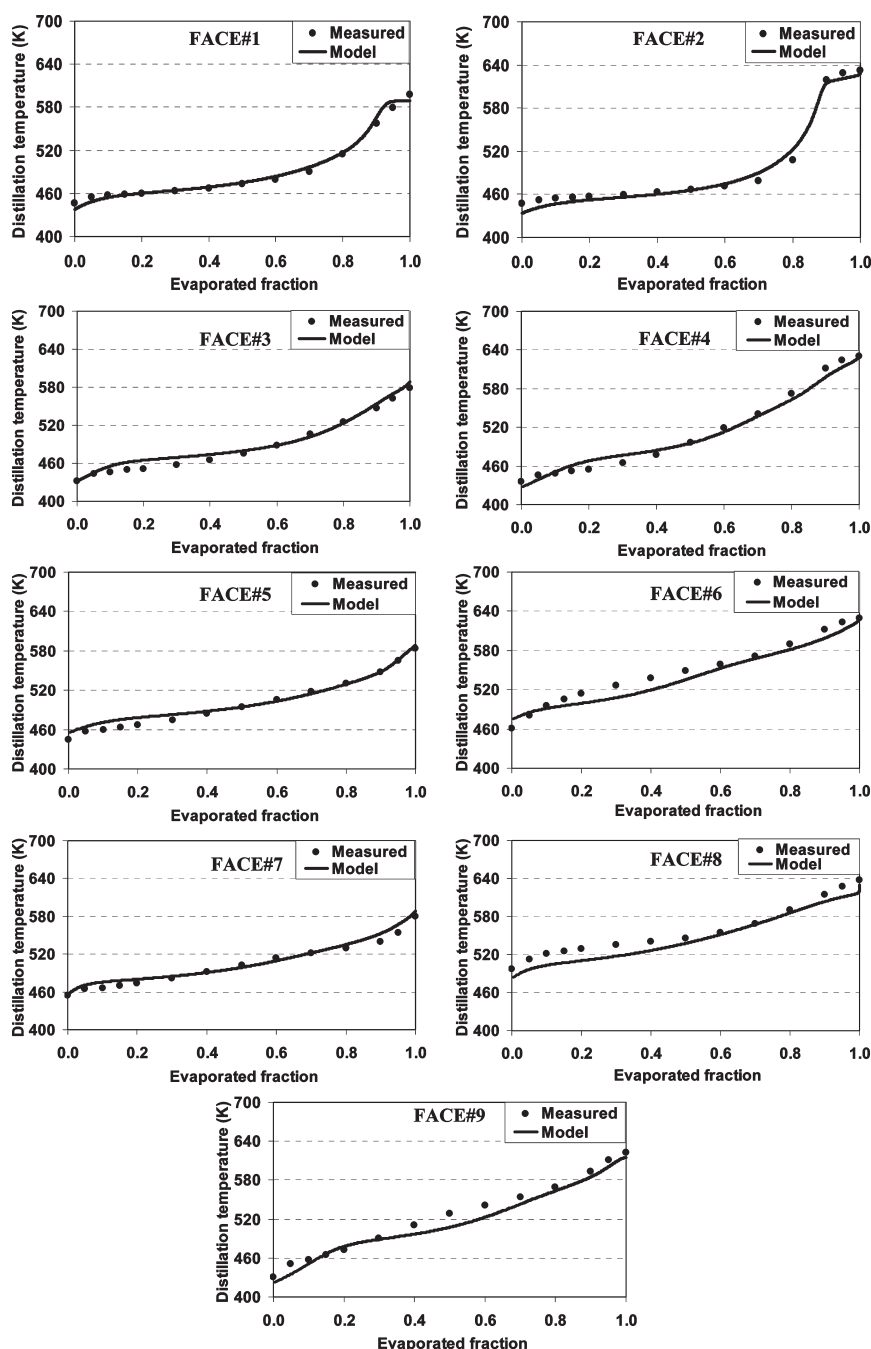 FACE#1
Measured
Model
Distillation temperature (K)
700
640
580
520
460
400
0.0 0.2 0.4 0.6 0.8 1.0
Evaporated fraction
FACE#2
Measured
Model
Distillation temperature (K)
700
640
580
520
460
400
0.0 0.2 0.4 0.6 0.8 1.0
Evaporated fraction
FACE#3
Measured
Model
Distillation temperature (K)
700
640
580
520
460
400
0.0 0.2 0.4 0.6 0.8 1.0
Evaporated fraction
FACE#4
Measured
Model
Distillation temperature (K)
700
640
580
520
460
400
0.0 0.2 0.4 0.6 0.8 1.0
Evaporated fraction
FACE#5
Measured
Model
Distillation temperature (K)
700
640
580
520
460
400
0.0 0.2 0.4 0.6 0.8 1.0
Evaporated fraction
FACE#6
Measured
Model
Distillation temperature (K)
700
640
580
520
460
400
0.0 0.2 0.4 0.6 0.8 1.0
Evaporated fraction
FACE#7
Measured
Model
Distillation temperature (K)
700
640
580
520
460
400
0.0 0.2 0.4 0.6 0.8 1.0
Evaporated fraction
FACE#8
Measured
Model
Distillation temperature (K)
700
640
580
520
460
400
0.0 0.2 0.4 0.6 0.8 1.0
Evaporated fraction
FACE#9
Measured
Model
Distillation temperature (K)
700
640
580
520
460
400
0.0 0.2 0.4 0.6 0.8 1.0
Evaporated fraction